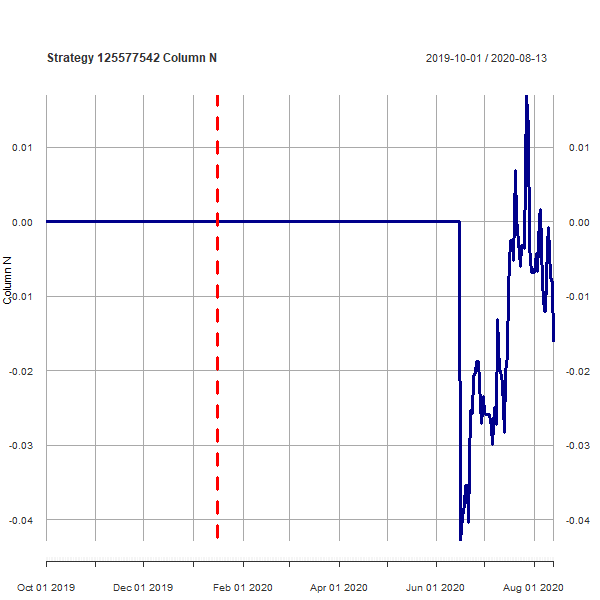 Strategy 125577542 Column N
2019-10-01 / 2020-08-13
0.01
0.00
-0.01
-0.02
-0.03
-0.04
Column N
0.01
0.00
-0.01
-0.02
-0.03
-0.04
Oct 01 2019
Dec 01 2019
Feb 01 2020
Apr 01 2020
Jun 01 2020
Aug 01 2020